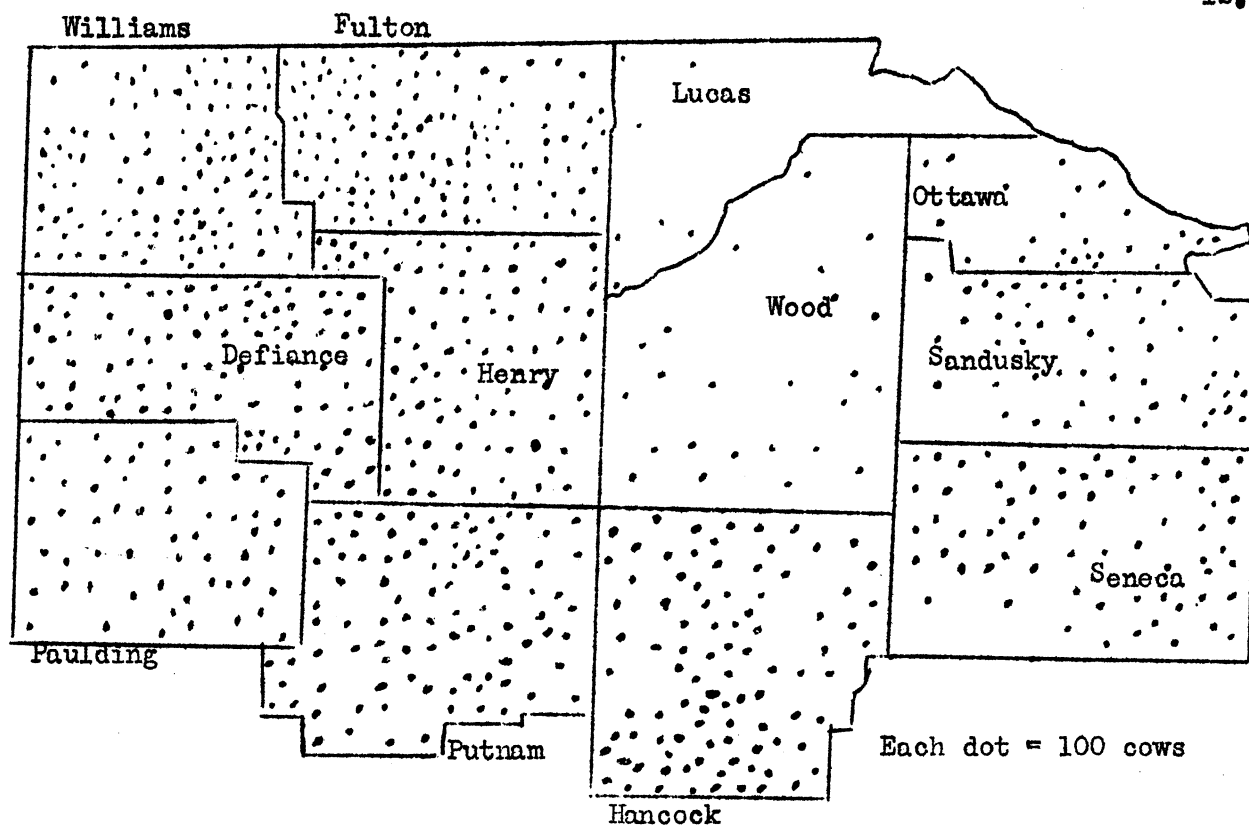 Williams
Fulton
Lucas
Ottawa
Wood
Defiance
Henry
Sandusky
Seneca
Paulding
Putnam
Each dot = 100 cows
Hancock